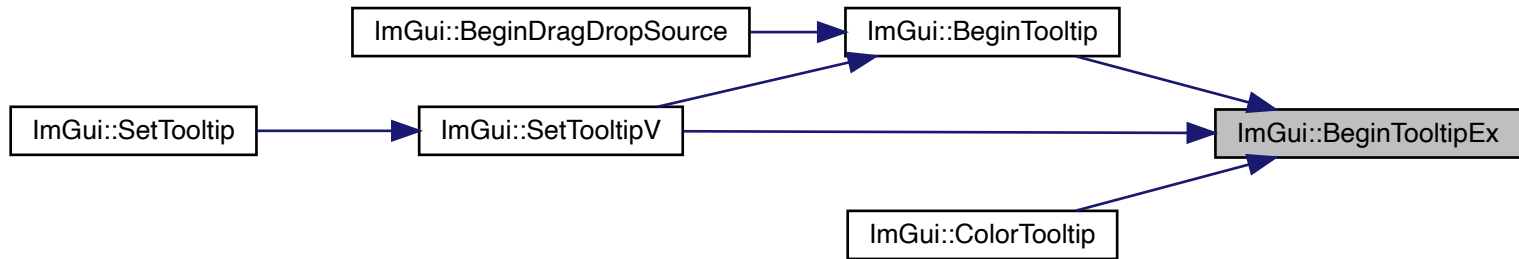 ImGui::BeginDragDropSource
ImGui::BeginTooltip
ImGui::SetTooltip
ImGui::SetTooltipV
ImGui::BeginTooltipEx
ImGui::ColorTooltip